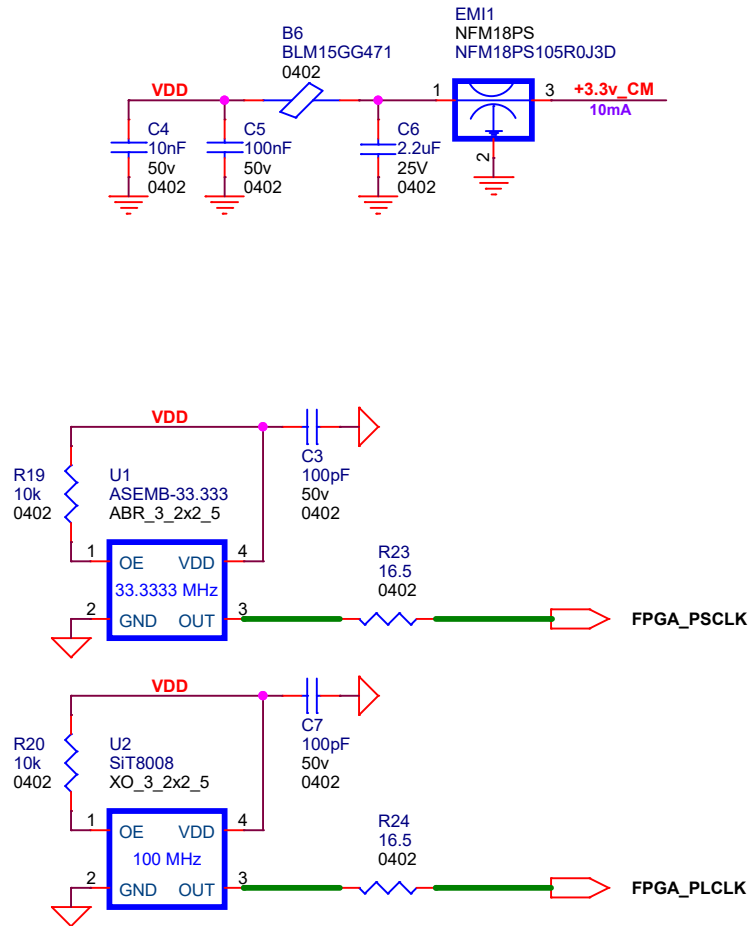 EMI1
NFM18PS
NFM18PS105R0J3D
B6
BLM15GG471
0402
VDD
1
3
+3.3v_CM
10mA
2
C4
10nF
50v
0402
C5
100nF
50v
0402
C6
2.2uF
25V
0402
VDD
R19
10k
0402
U1
ASEMB-33.333
ABR_3_2x2_5
C3
100pF
50v
0402
1
OE
VDD
4
33.3333 MHz
2
GND
OUT
3
R23
16.5
0402
FPGA_PSCLK
VDD
R20
10k
0402
U2
SiT8008
XO_3_2x2_5
C7
100pF
50v
0402
1
OE
VDD
4
100 MHz
2
GND
OUT
3
R24
16.5
0402
FPGA_PLCLK